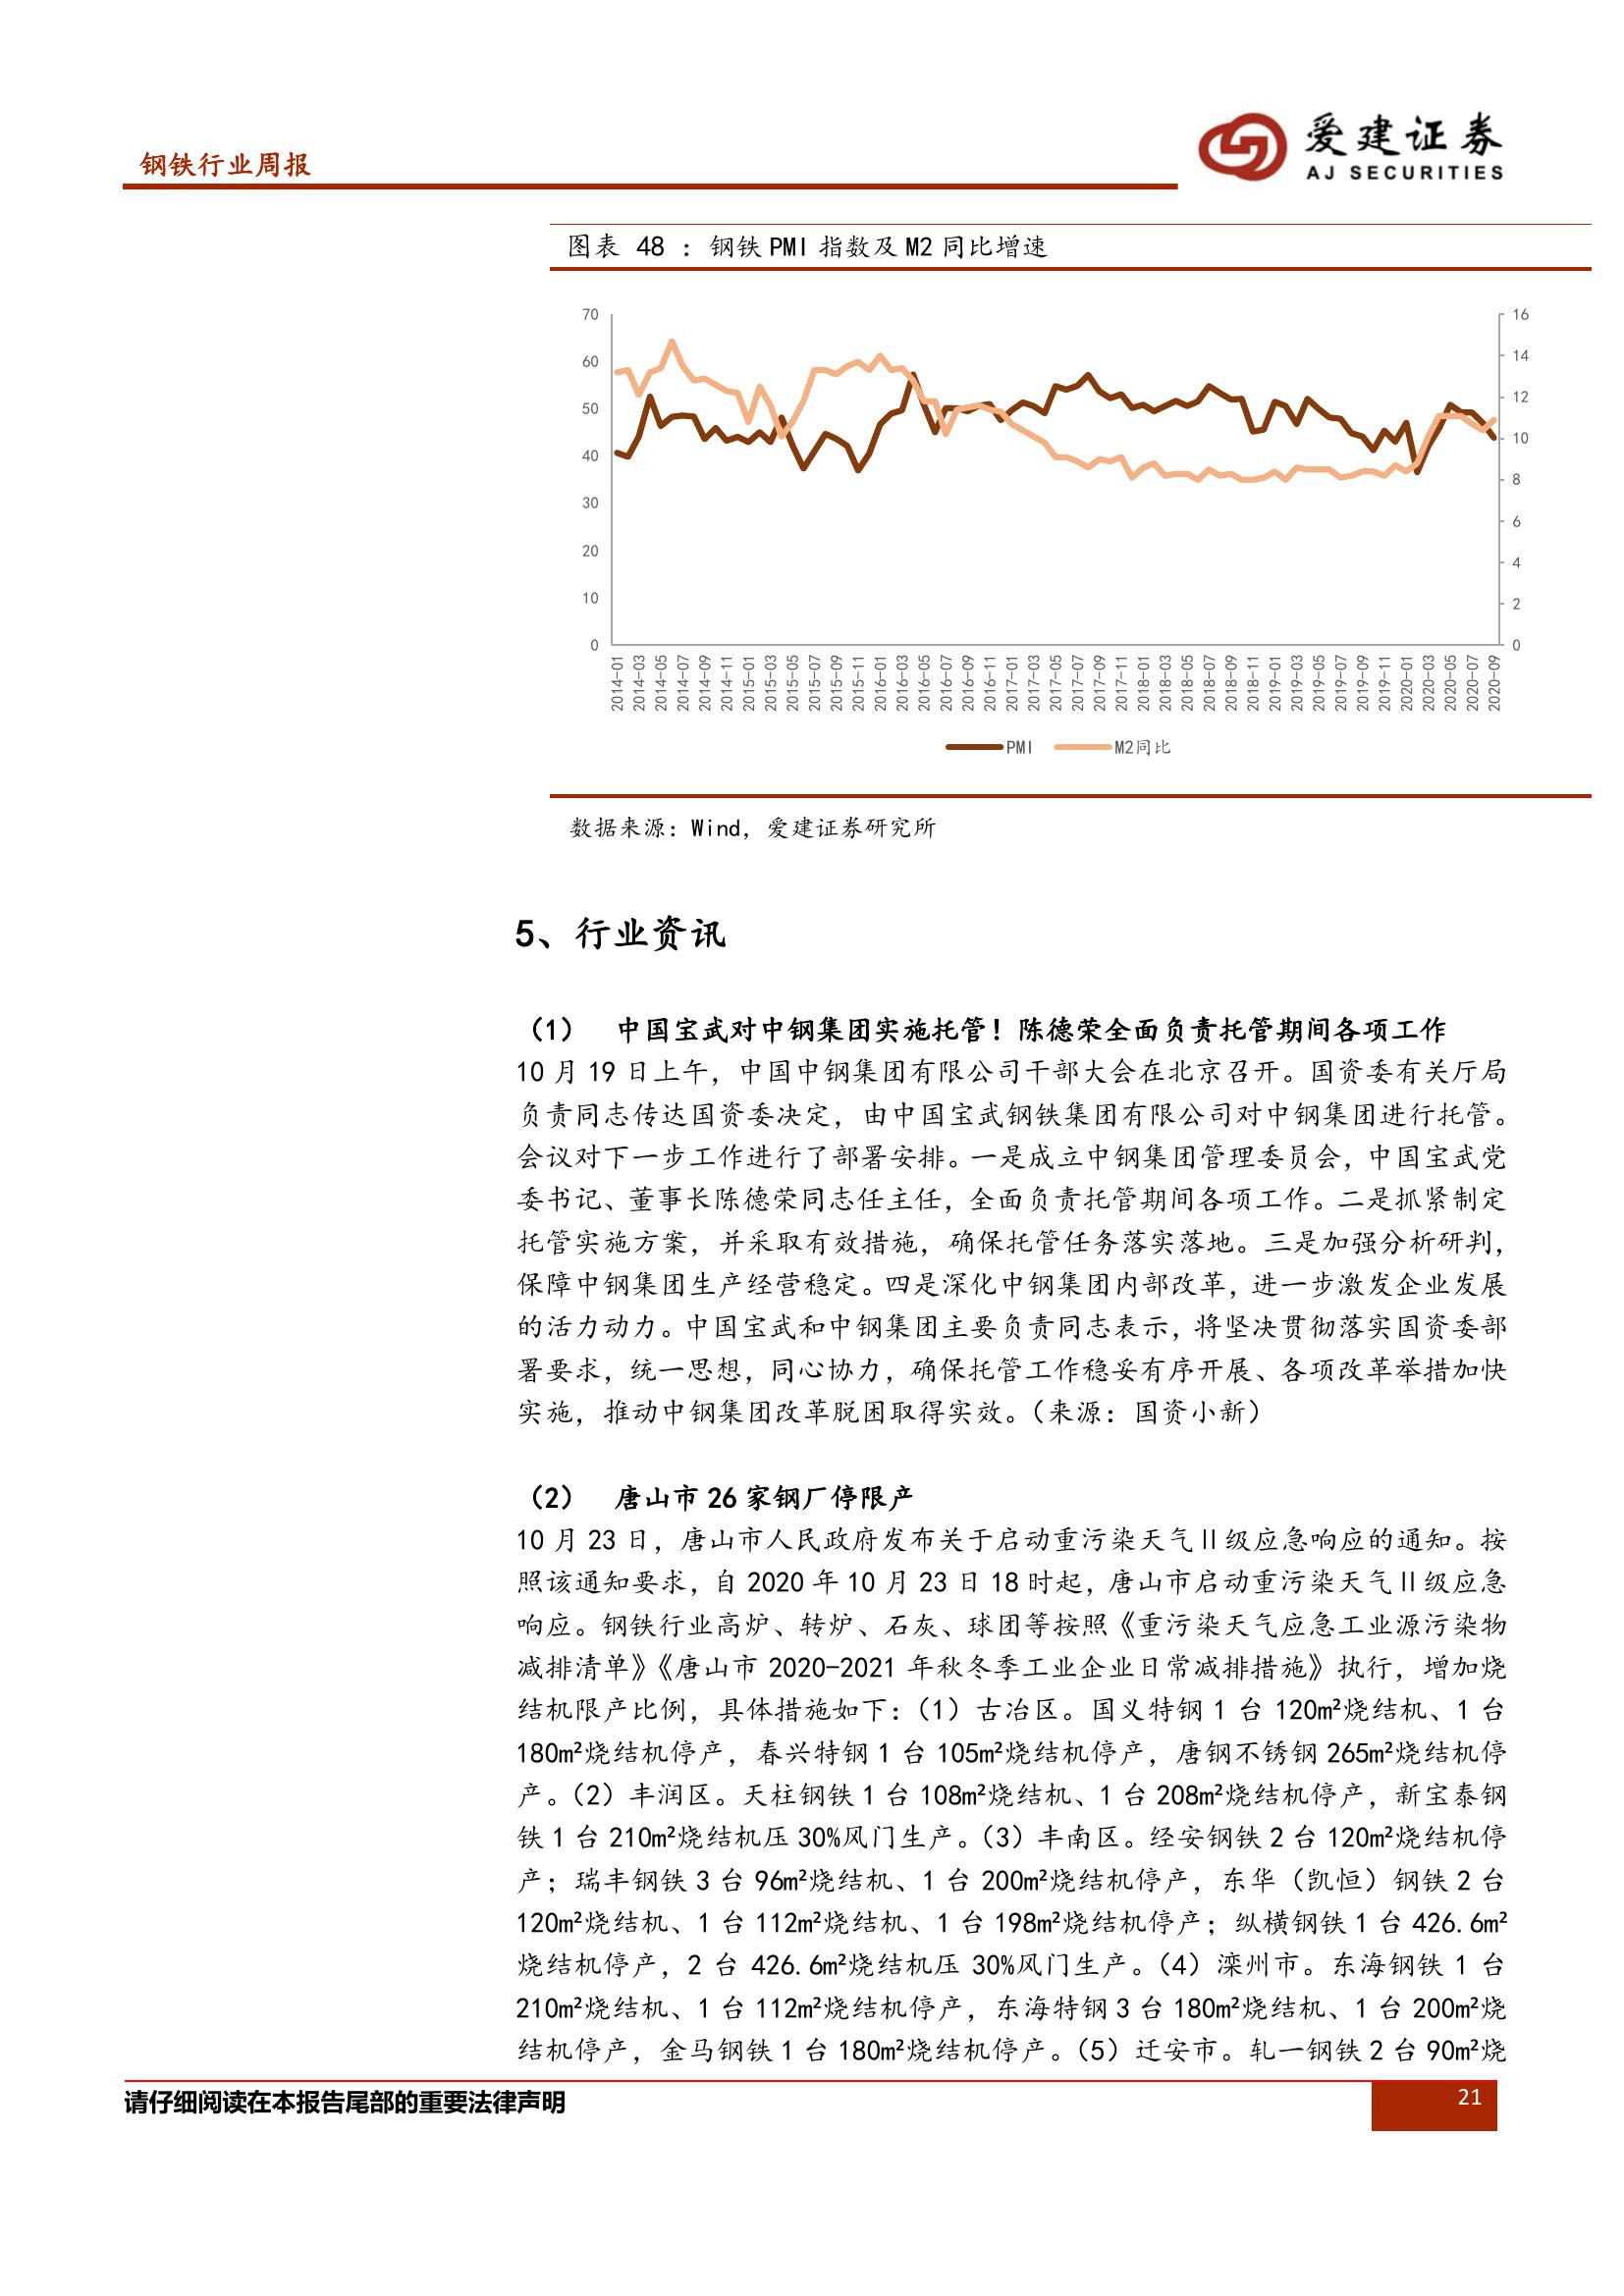 钢铁行业周报
爱建证券
AJ SECURITIES
图表 48 ：钢铁 PMI 指数及 M2 同比增速
70
60
50
40
30
20
10
0
16
14
12
10
8
6
4
2
0
2014-01
2014-03
2014-05
2014-07
2014-09
2014-11
2015-01
2015-03
2015-05
2015-07
2015-09
2015-11
2016-01
2016-03
2016-05
2016-07
2016-09
2016-11
2017-01
2017-03
2017-05
2017-07
2017-09
2017-11
2018-01
2018-03
2018-05
2018-07
2018-09
2018-11
2019-01
2019-03
2019-05
2019-07
2019-09
2019-11
2020-01
2020-03
2020-05
2020-07
2020-09
PMI M2同比
数据来源：Wind，爱建证券研究所
5、行业资讯
（1） 中国宝武对中钢集团实施托管！陈德荣全面负责托管期间各项工作
10 月 19 日上午，中国中钢集团有限公司干部大会在北京召开。国资委有关厅局
负责同志传达国资委决定，由中国宝武钢铁集团有限公司对中钢集团进行托管。
会议对下一步工作进行了部署安排。一是成立中钢集团管理委员会，中国宝武党
委书记、董事长陈德荣同志任主任，全面负责托管期间各项工作。二是抓紧制定
托管实施方案，并采取有效措施，确保托管任务落实落地。三是加强分析研判，
保障中钢集团生产经营稳定。四是深化中钢集团内部改革，进一步激发企业发展
的活力动力。中国宝武和中钢集团主要负责同志表示，将坚决贯彻落实国资委部
署要求，统一思想，同心协力，确保托管工作稳妥有序开展、各项改革举措加快
实施，推动中钢集团改革脱困取得实效。（来源：国资小新）
（2） 唐山市 26 家钢厂停限产
10 月 23 日，唐山市人民政府发布关于启动重污染天气Ⅱ级应急响应的通知。按
照该通知要求，自 2020 年 10 月 23 日 18 时起，唐山市启动重污染天气Ⅱ级应急
响应。钢铁行业高炉、转炉、石灰、球团等按照《重污染天气应急工业源污染物
减排清单》《唐山市 2020-2021 年秋冬季工业企业日常减排措施》执行，增加烧
结机限产比例，具体措施如下：（1）古冶区。国义特钢 1 台 120m²烧结机、1 台
180m²烧结机停产，春兴特钢 1 台 105m²烧结机停产，唐钢不锈钢 265m²烧结机停
产。（2）丰润区。天柱钢铁 1 台 108m²烧结机、1 台 208m²烧结机停产，新宝泰钢
铁 1 台 210m²烧结机压 30%风门生产。（3）丰南区。经安钢铁 2 台 120m²烧结机停
产；瑞丰钢铁 3 台 96m²烧结机、1 台 200m²烧结机停产，东华（凯恒）钢铁 2 台
120m²烧结机、1 台 112m²烧结机、1 台 198m²烧结机停产；纵横钢铁 1 台 426.6m²
烧结机停产，2 台 426.6m²烧结机压 30%风门生产。（4）滦州市。东海钢铁 1 台
210m²烧结机、1 台 112m²烧结机停产，东海特钢 3 台 180m²烧结机、1 台 200m²烧
结机停产，金马钢铁 1 台 180m²烧结机停产。（5）迁安市。轧一钢铁 2 台 90m²烧
请仔细阅读在本报告尾部的重要法律声明
21